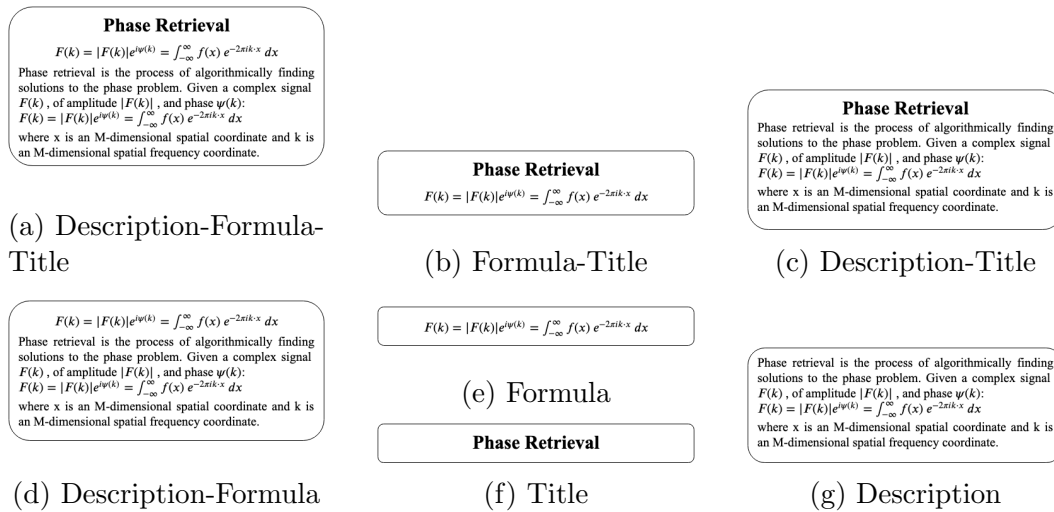 Phase Retrieval
F(k) = |F(k)|e^{iψ(k)} = ∫_{-∞}^{∞} f(x) e^{-2πik·x} dx
Phase retrieval is the process of algorithmically finding
solutions to the phase problem. Given a complex signal
F(k) , of amplitude |F(k)| , and phase ψ(k):
F(k) = |F(k)|e^{iψ(k)} = ∫_{-∞}^{∞} f(x) e^{-2πik·x} dx
where x is an M-dimensional spatial coordinate and k is
an M-dimensional spatial frequency coordinate.
(a) Description-Formula-
Title
Phase Retrieval
F(k) = |F(k)|e^{iψ(k)} = ∫_{-∞}^{∞} f(x) e^{-2πik·x} dx
(b) Formula-Title
Phase Retrieval
Phase retrieval is the process of algorithmically finding
solutions to the phase problem. Given a complex signal
F(k) , of amplitude |F(k)| , and phase ψ(k):
F(k) = |F(k)|e^{iψ(k)} = ∫_{-∞}^{∞} f(x) e^{-2πik·x} dx
where x is an M-dimensional spatial coordinate and k is
an M-dimensional spatial frequency coordinate.
(c) Description-Title
F(k) = |F(k)|e^{iψ(k)} = ∫_{-∞}^{∞} f(x) e^{-2πik·x} dx
Phase retrieval is the process of algorithmically finding
solutions to the phase problem. Given a complex signal
F(k) , of amplitude |F(k)| , and phase ψ(k):
F(k) = |F(k)|e^{iψ(k)} = ∫_{-∞}^{∞} f(x) e^{-2πik·x} dx
where x is an M-dimensional spatial coordinate and k is
an M-dimensional spatial frequency coordinate.
(d) Description-Formula
F(k) = |F(k)|e^{iψ(k)} = ∫_{-∞}^{∞} f(x) e^{-2πik·x} dx
(e) Formula
Phase Retrieval
(f) Title
Phase retrieval is the process of algorithmically finding
solutions to the phase problem. Given a complex signal
F(k) , of amplitude |F(k)| , and phase ψ(k):
F(k) = |F(k)|e^{iψ(k)} = ∫_{-∞}^{∞} f(x) e^{-2πik·x} dx
where x is an M-dimensional spatial coordinate and k is
an M-dimensional spatial frequency coordinate.
(g) Description